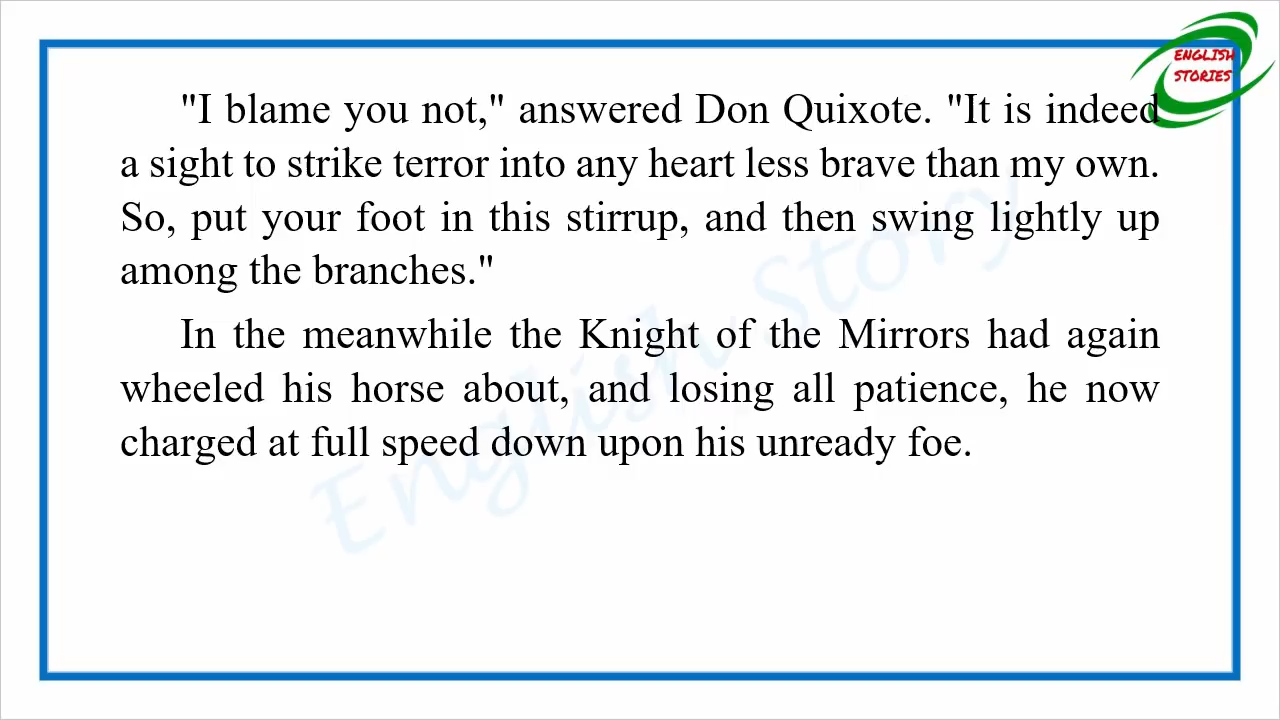 ENGLISH
STORIES
"I blame you not," answered Don Quixote. "It is indeed
a sight to strike terror into any heart less brave than my own.
So, put your foot in this stirrup, and then swing lightly up
among the branches."
In the meanwhile the Knight of the Mirrors had again
wheeled his horse about, and losing all patience, he now
charged at full speed down upon his unready foe.
English Story